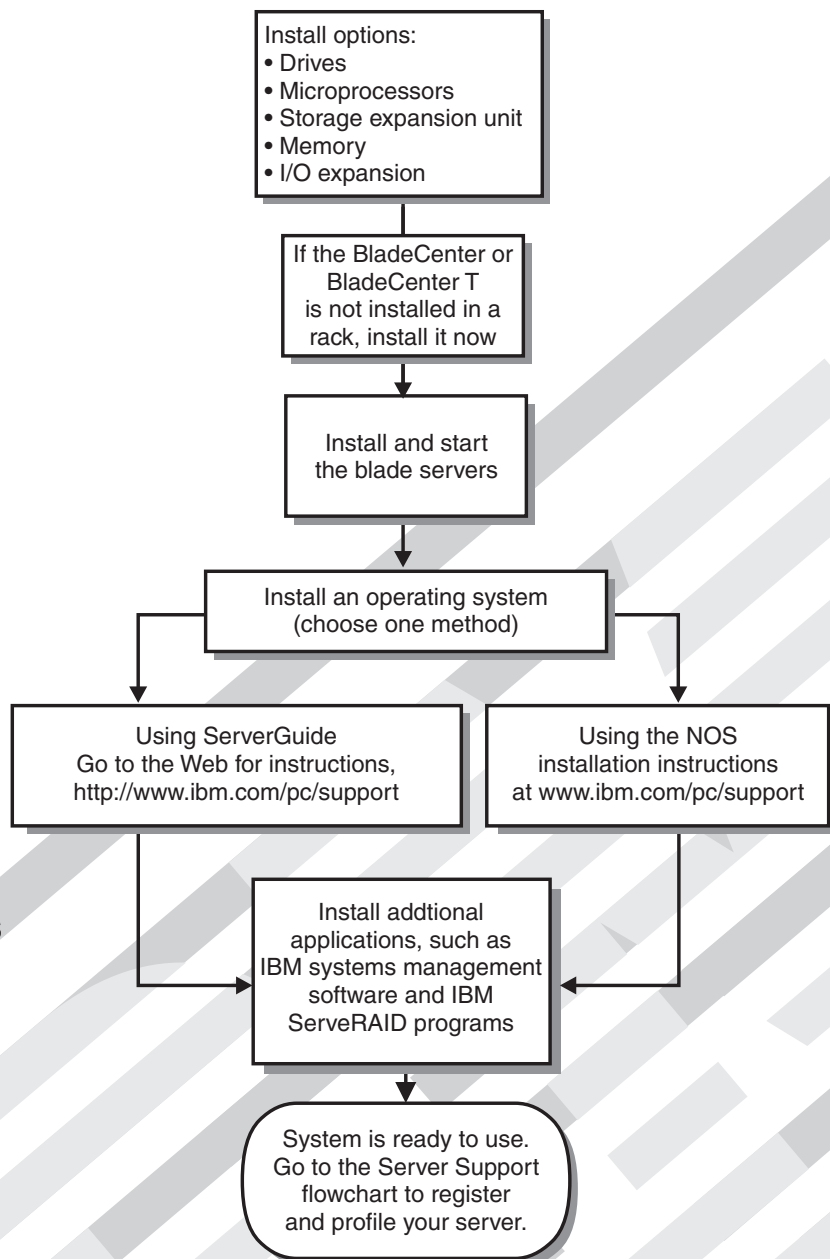 Install options:
• Drives
• Microprocessors
• Storage expansion unit
• Memory
• I/O expansion
If the BladeCenter or
BladeCenter T
is not installed in a
rack, install it now
Install and start
the blade servers
Install an operating system
(choose one method)
Using ServerGuide
Go to the Web for instructions,
http://www.ibm.com/pc/support
Using the NOS
installation instructions
at www.ibm.com/pc/support
Install addtional
applications, such as
IBM systems management
software and IBM
ServeRAID programs
System is ready to use.
Go to the Server Support
flowchart to register
and profile your server.